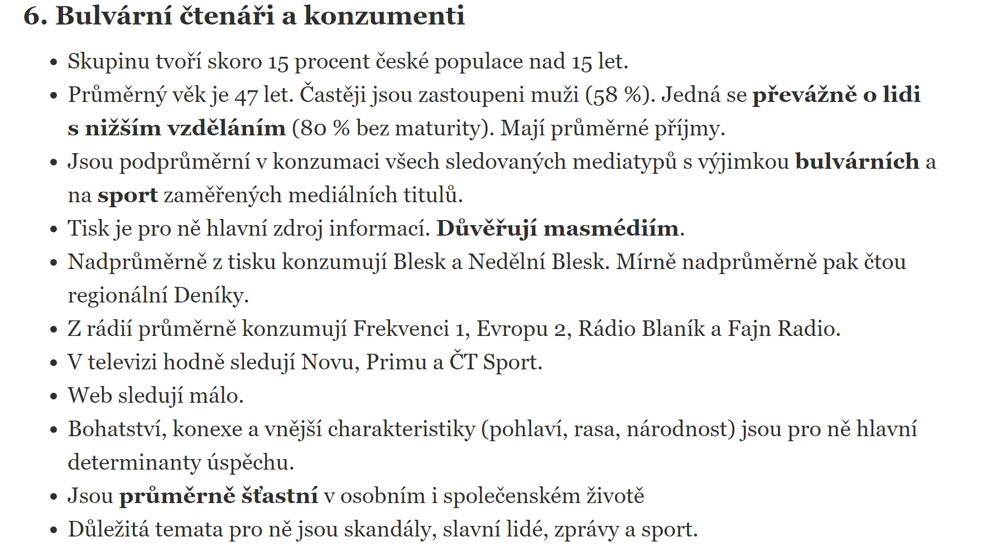 6. Bulvární čtenáři a konzumenti
• Skupinu tvoří skoro 15 procent české populace nad 15 let.
• Průměrný věk je 47 let. Častěji jsou zastoupeni muži (58 %). Jedná se převážně o lidi
s nižším vzděláním (80 % bez maturity). Mají průměrné příjmy.
• Jsou podprůměrní v konzumaci všech sledovaných mediatypů s výjimkou bulvárních a
na sport zaměřených mediálních titulů.
• Tisk je pro ně hlavní zdroj informací. Důvěřují masmédiím.
• Nadprůměrně z tisku konzumují Blesk a Nedělní Blesk. Mírně nadprůměrně pak čtou
regionální Deníky.
• Z rádií průměrně konzumují Frekvenci 1, Evropu 2, Rádio Blaník a Fajn Radio.
• V televizi hodně sledují Novu, Primu a ČT Sport.
• Web sledují málo.
• Bohatství, konexe a vnější charakteristiky (pohlaví, rasa, národnost) jsou pro ně hlavní
determinanty úspěchu.
• Jsou průměrně šťastní v osobním i společenském životě
• Důležitá temata pro ně jsou skandály, slavní lidé, zprávy a sport.